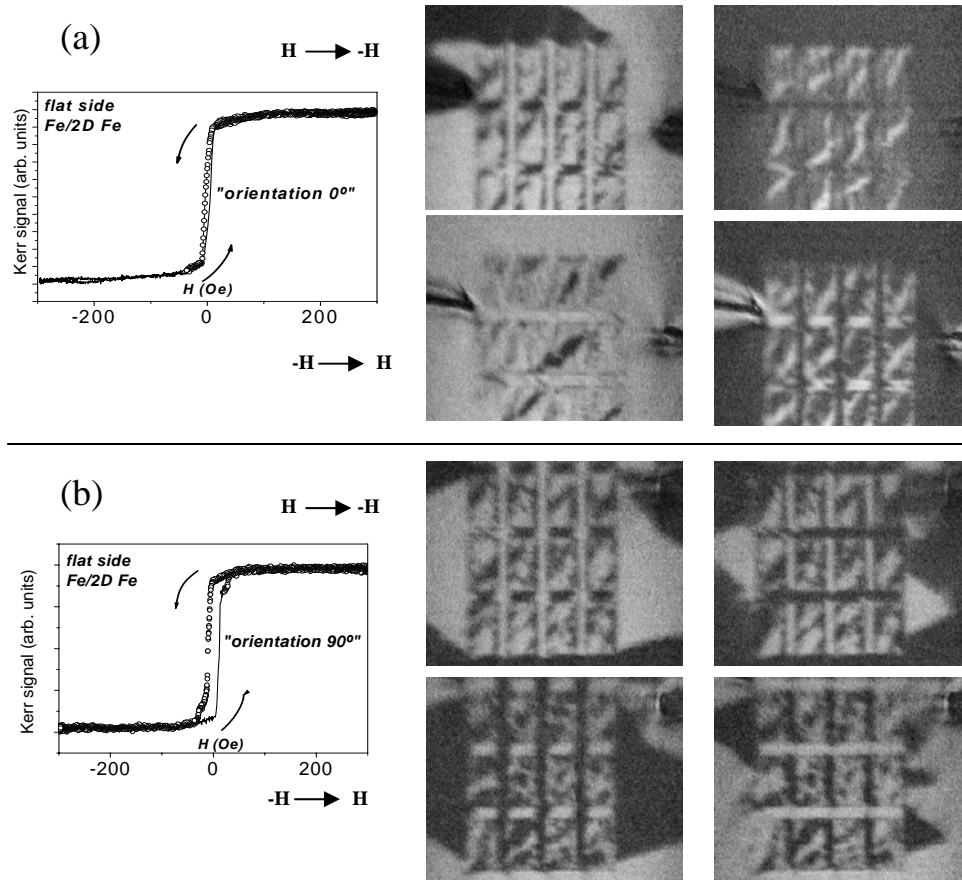 (a)
H → -H
flat side
Fe/2D Fe
"orientation 0º"
Kerr signal (arb. units)
H (Oe)
-200 0 200
-H → H
(b)
H → -H
flat side
Fe/2D Fe
"orientation 90º"
Kerr signal (arb. units)
H (Oe)
-200 0 200
-H → H